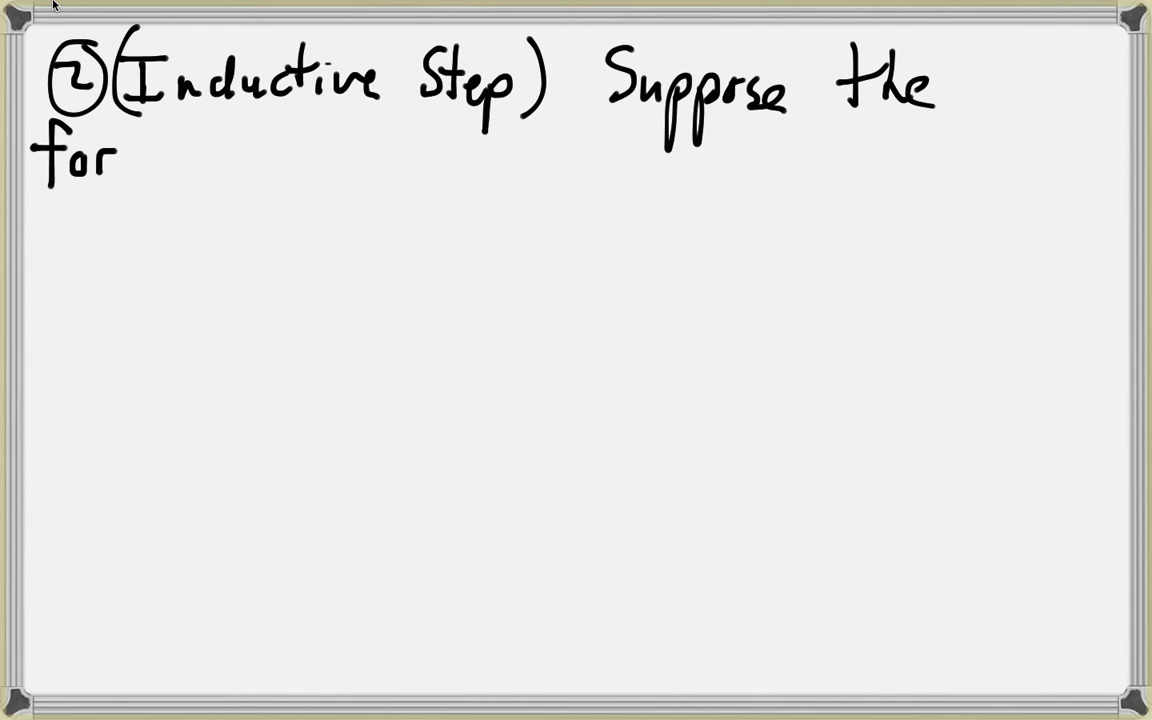 ② (Inductive Step) Suppose the
for